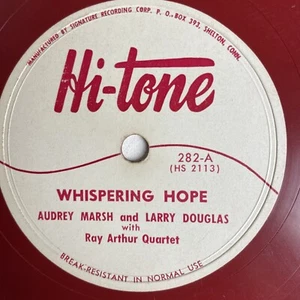 MANUFACTURED BY SIGNATURE RECORDING CORP. P. O. BOX 392, SHELTON, CONN.
Hi-tone
282-A
(HS 2113)
WHISPERING HOPE
AUDREY MARSH and LARRY DOUGLAS
with
Ray Arthur Quartet
BREAK-RESISTANT IN NORMAL USE